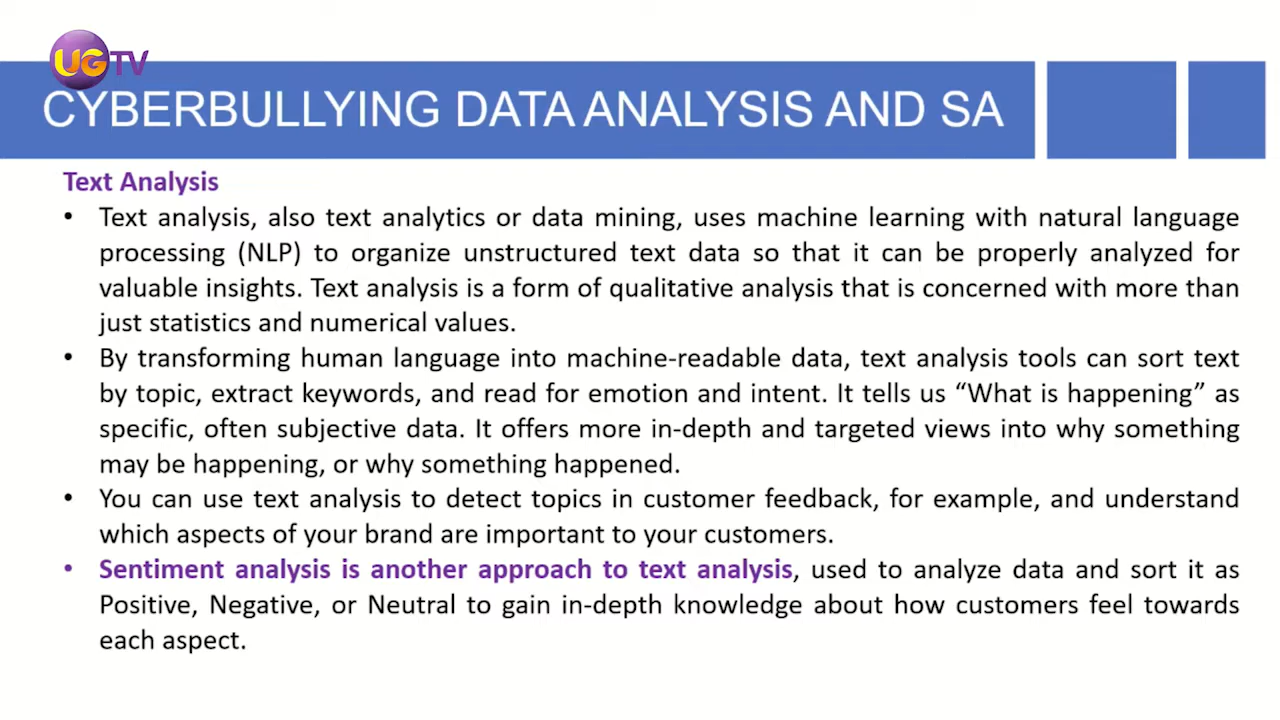 UGTV
CYBERBULLYING DATA ANALYSIS AND SA
Text Analysis
• Text analysis, also text analytics or data mining, uses machine learning with natural language
processing (NLP) to organize unstructured text data so that it can be properly analyzed for
valuable insights. Text analysis is a form of qualitative analysis that is concerned with more than
just statistics and numerical values.
• By transforming human language into machine-readable data, text analysis tools can sort text
by topic, extract keywords, and read for emotion and intent. It tells us “What is happening” as
specific, often subjective data. It offers more in-depth and targeted views into why something
may be happening, or why something happened.
• You can use text analysis to detect topics in customer feedback, for example, and understand
which aspects of your brand are important to your customers.
• Sentiment analysis is another approach to text analysis, used to analyze data and sort it as
Positive, Negative, or Neutral to gain in-depth knowledge about how customers feel towards
each aspect.